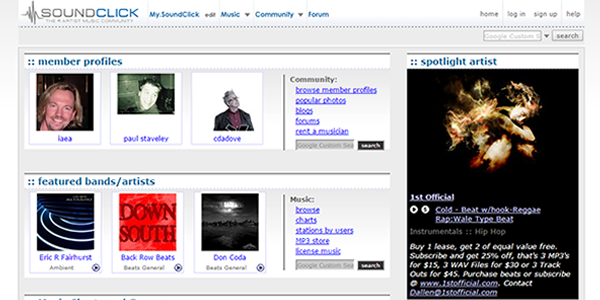 SOUNDCLICK
THE #1 ARTIST MUSIC COMMUNITY
My.SoundClick edit Music Community Forum
home log in sign up help
Google Custom S search
:: member profiles
iaea
paul staveley
cdadove
Community:
browse member profiles
popular photos
blogs
forums
rent a musician
Google Custom Sea search
:: featured bands/artists
DOWN
SOUTH
Eric R Fairhurst
Ambient
Back Row Beats
Beats General
Don Coda
Beats General
Music:
browse
charts
stations by users
MP3 store
license music
Google Custom Sea search
:: spotlight artist
1st Official
Cold - Beat w/hook-Reggae
Rap:Wale Type Beat
Instrumentals :: Hip Hop
Buy 1 lease, get 2 of equal value free.
Subscribe and get 25% off, that's 3 MP3's
for $15, 3 WAV Files for $30 or 3 Track
Outs for $45. Purchase beats or subscribe
@ www.1stofficial.com. Contact
Dallen@1stofficial.com